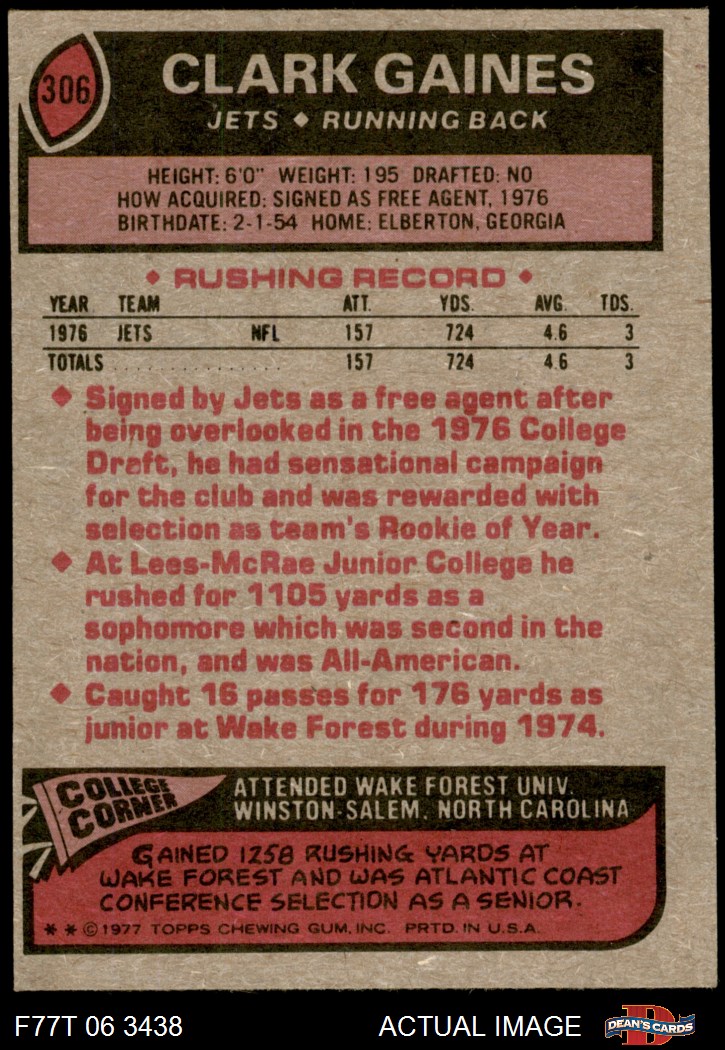 306
CLARK GAINES
JETS ◆ RUNNING BACK
HEIGHT: 6'0" WEIGHT: 195 DRAFTED: NO
HOW ACQUIRED: SIGNED AS FREE AGENT, 1976
BIRTHDATE: 2-1-54 HOME: ELBERTON, GEORGIA
◆ RUSHING RECORD ◆
YEAR TEAM ATT. YDS. AVG. TDS.
1976 JETS NFL 157 724 4.6 3
TOTALS . . . . . . . . . . . . . . . 157 724 4.6 3
◆ Signed by Jets as a free agent after
being overlooked in the 1976 College
Draft, he had sensational campaign
for the club and was rewarded with
selection as team's Rookie of Year.
◆ At Lees-McRae Junior College he
rushed for 1105 yards as a
sophomore which was second in the
nation, and was All-American.
◆ Caught 16 passes for 176 yards as
junior at Wake Forest during 1974.
COLLEGE
CORNER
ATTENDED WAKE FOREST UNIV.
WINSTON-SALEM, NORTH CAROLINA
GAINED 1258 RUSHING YARDS AT
WAKE FOREST AND WAS ATLANTIC COAST
CONFERENCE SELECTION AS A SENIOR.
* * © 1977 TOPPS CHEWING GUM, INC. PRTD. IN U.S.A.
F77T 06 3438 ACTUAL IMAGE
D
DEAN'S CARDS